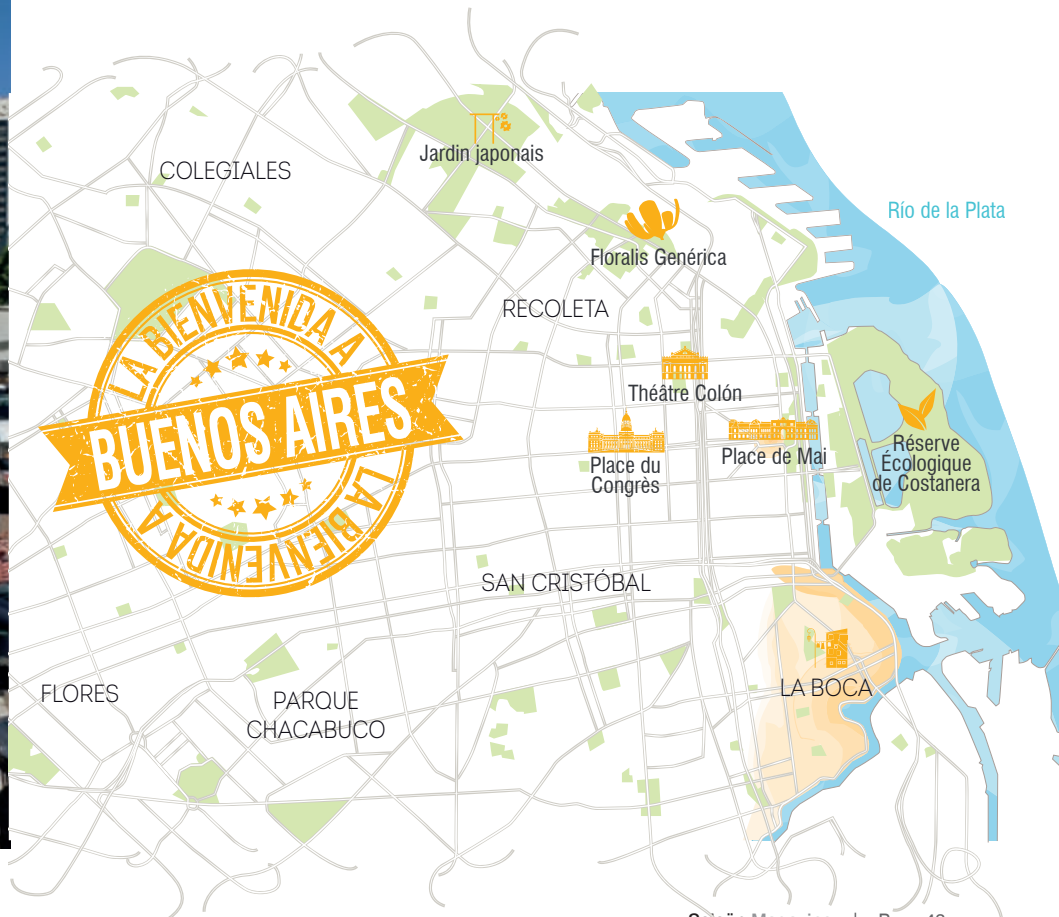 Jardin japonais
COLEGIALES
Río de la Plata
Floralis Genérica
RECOLETA
LA BIENVENIDA A
BUENOS AIRES
LA BIENVENIDA A
Théâtre Colón
Place du
Congrès
Place de Mai
Réserve
Écologique
de Costanera
SAN CRISTÓBAL
FLORES
PARQUE
CHACABUCO
LA BOCA